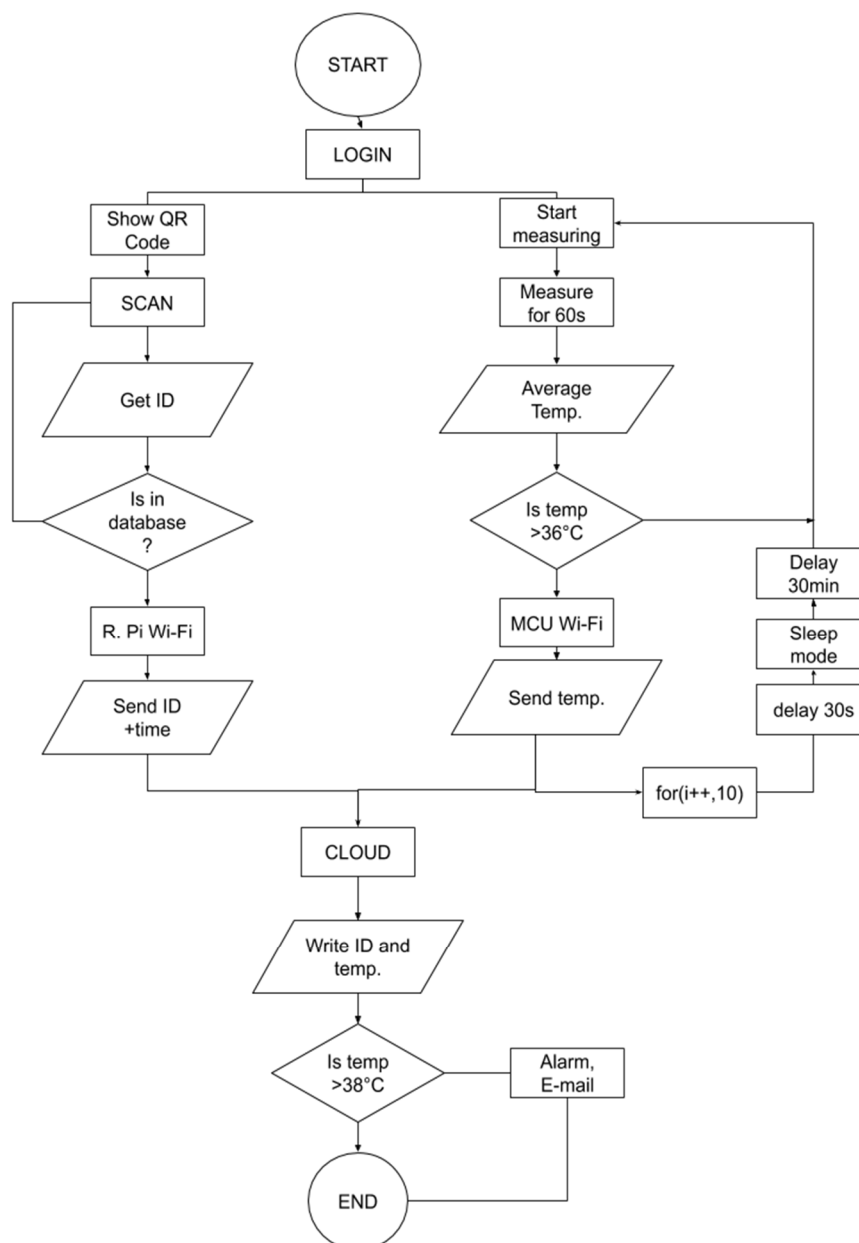 START
LOGIN
Show QR
Code
SCAN
Get ID
Is in
database
?
R. Pi Wi-Fi
Send ID
+time
Start
measuring
Measure
for 60s
Average
Temp.
Is temp
>36°C
MCU Wi-Fi
Send temp.
for(i++,10)
delay 30s
Sleep
mode
Delay
30min
CLOUD
Write ID and
temp.
Is temp
>38°C
Alarm,
E-mail
END